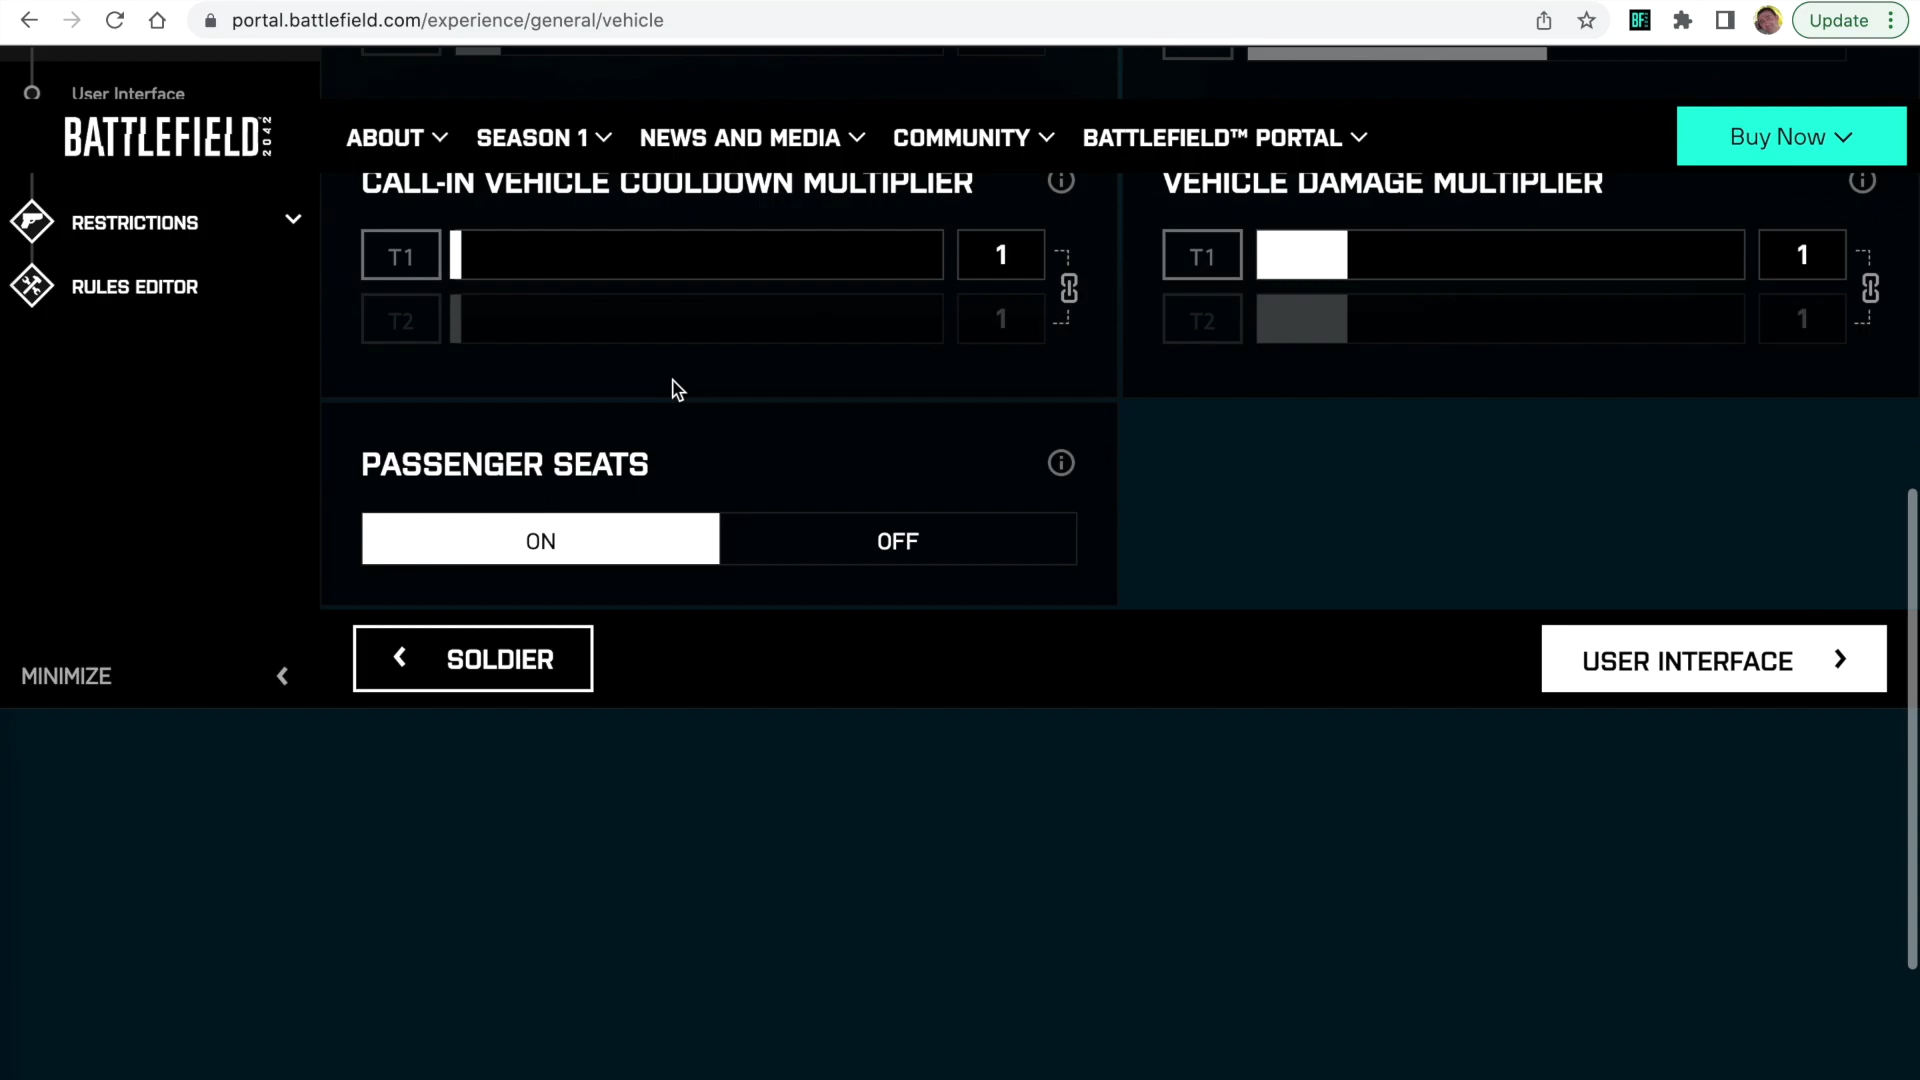 portal.battlefield.com/experience/general/vehicle
BF
Update
User Interface
BATTLEFIELD 2042
ABOUT
SEASON 1
NEWS AND MEDIA
COMMUNITY
BATTLEFIELD™ PORTAL
Buy Now
CALL-IN VEHICLE COOLDOWN MULTIPLIER
VEHICLE DAMAGE MULTIPLIER
RESTRICTIONS
T1
1
T1
1
RULES EDITOR
T2
1
T2
1
PASSENGER SEATS
ON
OFF
MINIMIZE
SOLDIER
USER INTERFACE